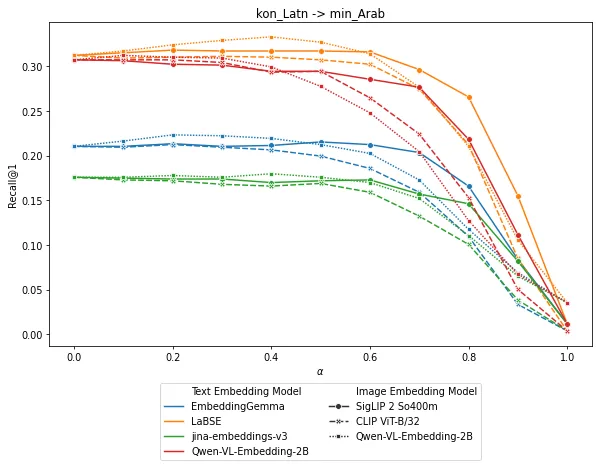 kon_Latn -> min_Arab
Recall@1
0.30
0.25
0.20
0.15
0.10
0.05
0.00
0.0 0.2 0.4 0.6 0.8 1.0
α
Text Embedding Model Image Embedding Model
EmbeddingGemma SigLIP 2 So400m
LaBSE CLIP ViT-B/32
jina-embeddings-v3 Qwen-VL-Embedding-2B
Qwen-VL-Embedding-2B